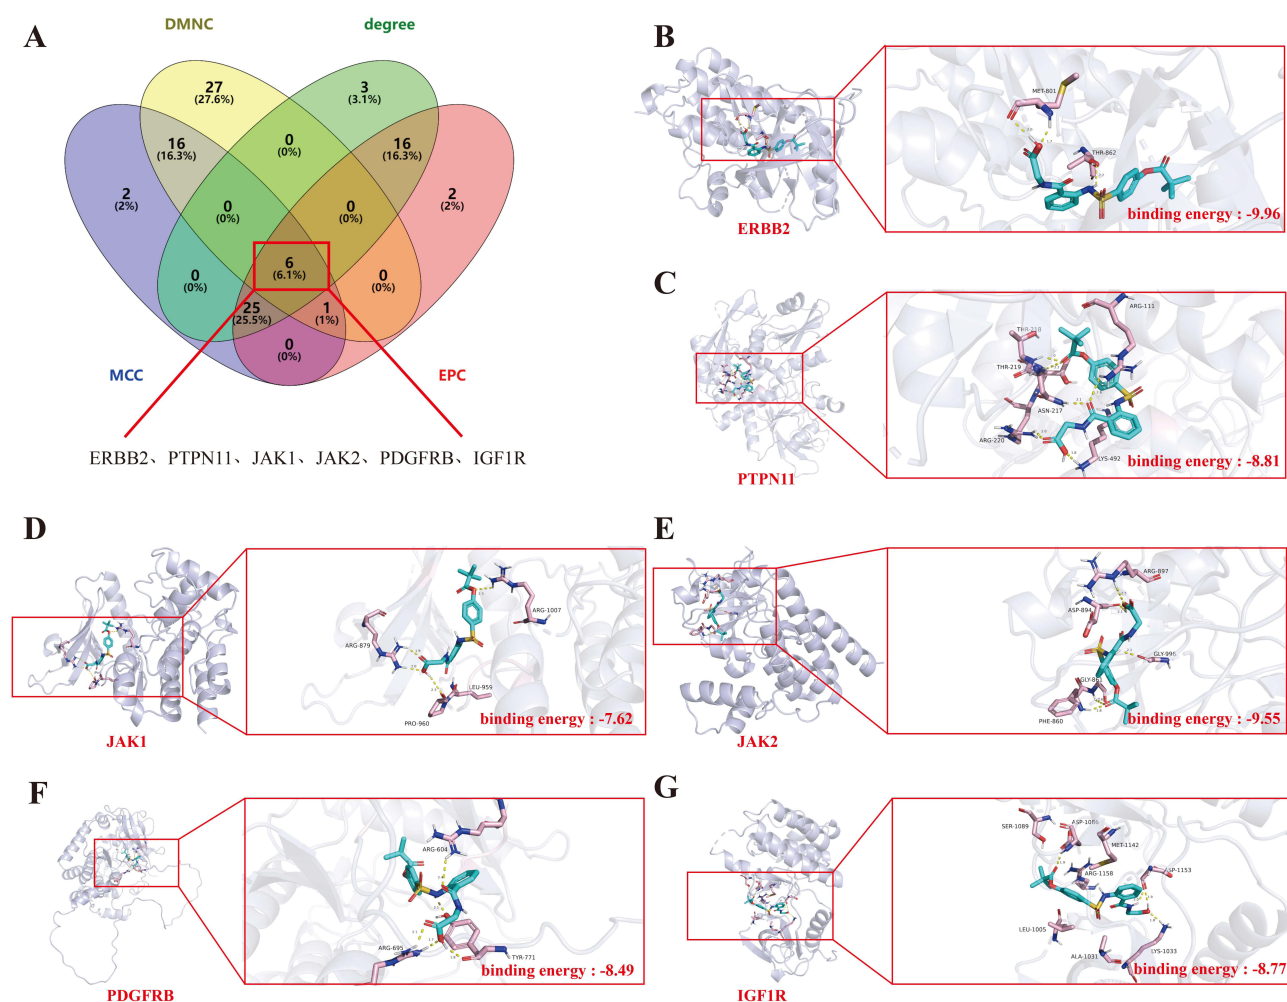 A
DMNC
degree
27
(27.6%)
3
(3.1%)
16
(16.3%)
0
(0%)
16
(16.3%)
2
(2%)
0
(0%)
0
(0%)
2
(2%)
0
(0%)
6
(6.1%)
0
(0%)
25
(25.5%)
1
(1%)
0
(0%)
MCC
EPC
ERBB2、PTPN11、JAK1、JAK2、PDGFRB、IGF1R
B
MET-801
THR-862
binding energy : -9.96
ERBB2
C
ARG-111
THR-218
THR-219
ASN-217
ARG-220
LYS-492
binding energy : -8.81
PTPN11
D
ARG-1007
ARG-879
LEU-959
PRO-960
binding energy : -7.62
JAK1
E
ARG-897
ASP-894
GLY-996
GLY-861
PHE-860
binding energy : -9.55
JAK2
F
ARG-604
ARG-695
TYR-771
binding energy : -8.49
PDGFRB
G
SER-1089
MET-1142
ARG-1158
SP-1153
LEU-1005
ALA-1031
LYS-1033
binding energy : -8.77
IGF1R